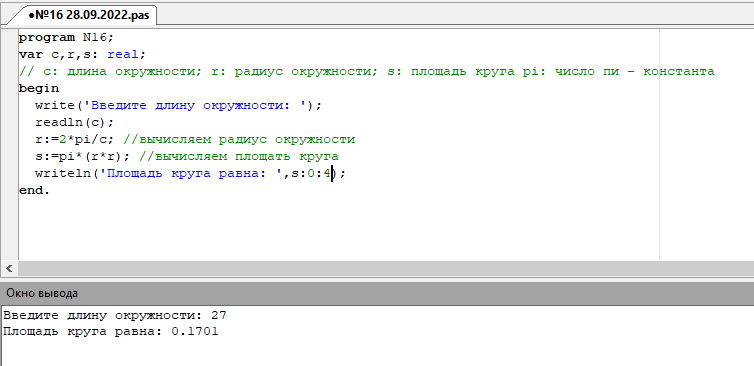 ●№16 28.09.2022.pas
program N16;
var c,r,s: real;
// c: длина окружности; r: радиус окружности; s: площадь круга pi: число пи - константа
begin
write('Введите длину окружности: ');
readln(c);
r:=2*pi/c; //вычисляем радиус окружности
s:=pi*(r*r); //вычисляем площать круга
writeln('Площадь круга равна: ',s:0:4);
end.
Окно вывода
Введите длину окружности: 27
Площадь круга равна: 0.1701